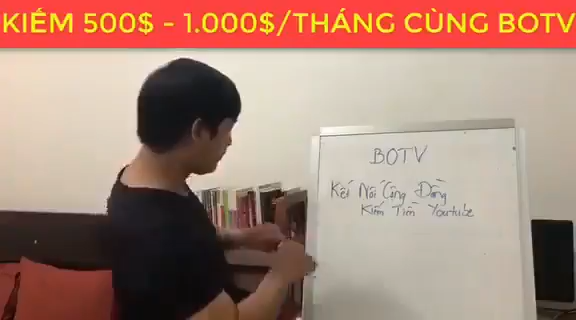 KIẾM 500$ - 1.000$/THÁNG CÙNG BOTV
BOTV
Kết Nối Cộng Đồng
Kiếm Tiền Youtube